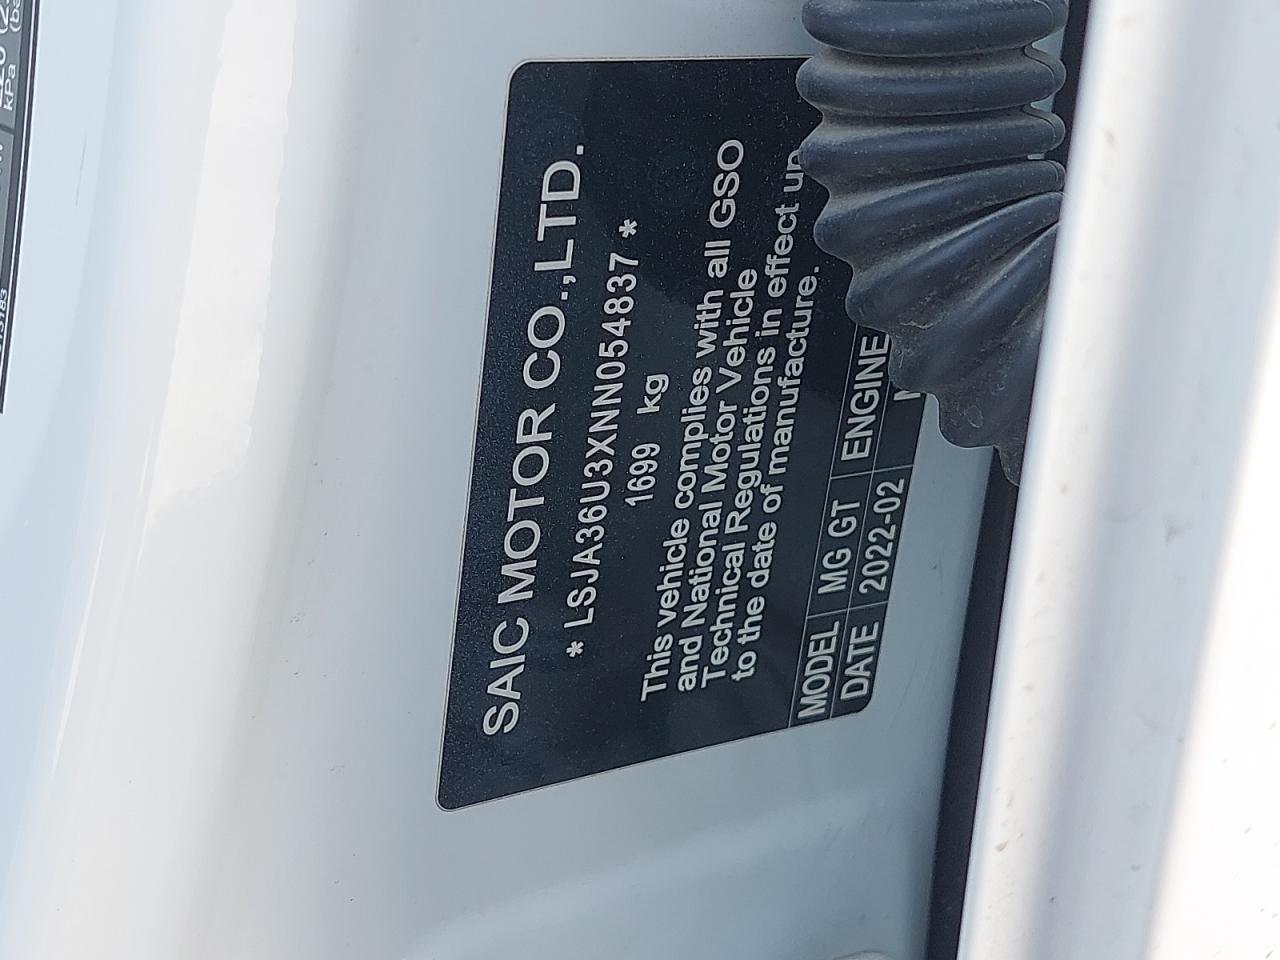 SAIC MOTOR CO.,LTD.
* LSJA36U3XNN054837 *
1699 kg
This vehicle complies with all GSO
and National Motor Vehicle
Technical Regulations in effect up
to the date of manufacture.
MODEL MG GT ENGINE
DATE 2022-02
kPa